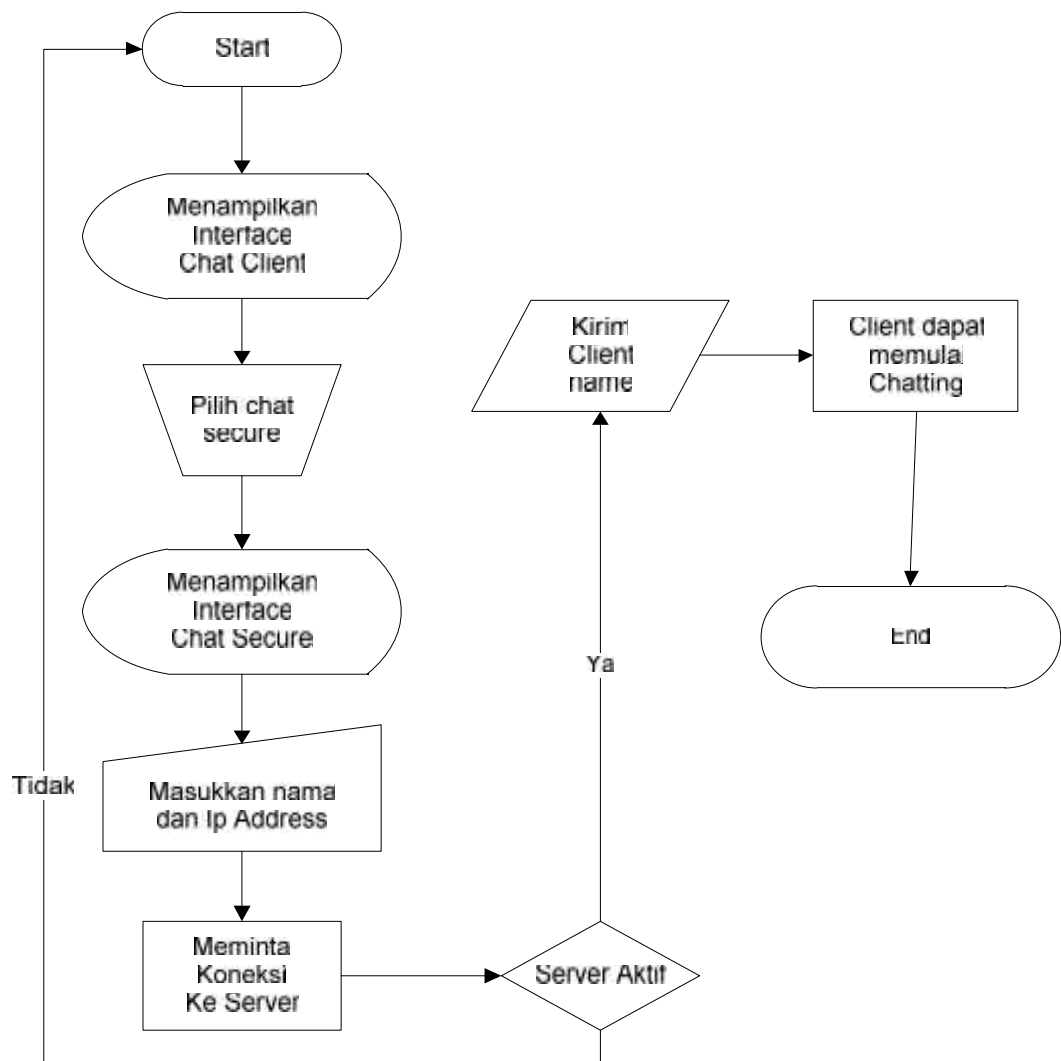 Start
Menampilkan
Interface
Chat Client
Pilih chat
secure
Menampilkan
Interface
Chat Secure
Masukkan nama
dan Ip Address
Meminta
Koneksi
Ke Server
Server Aktif
Tidak
Ya
Kirim
Client
name
Client dapat
memulai
Chatting
End